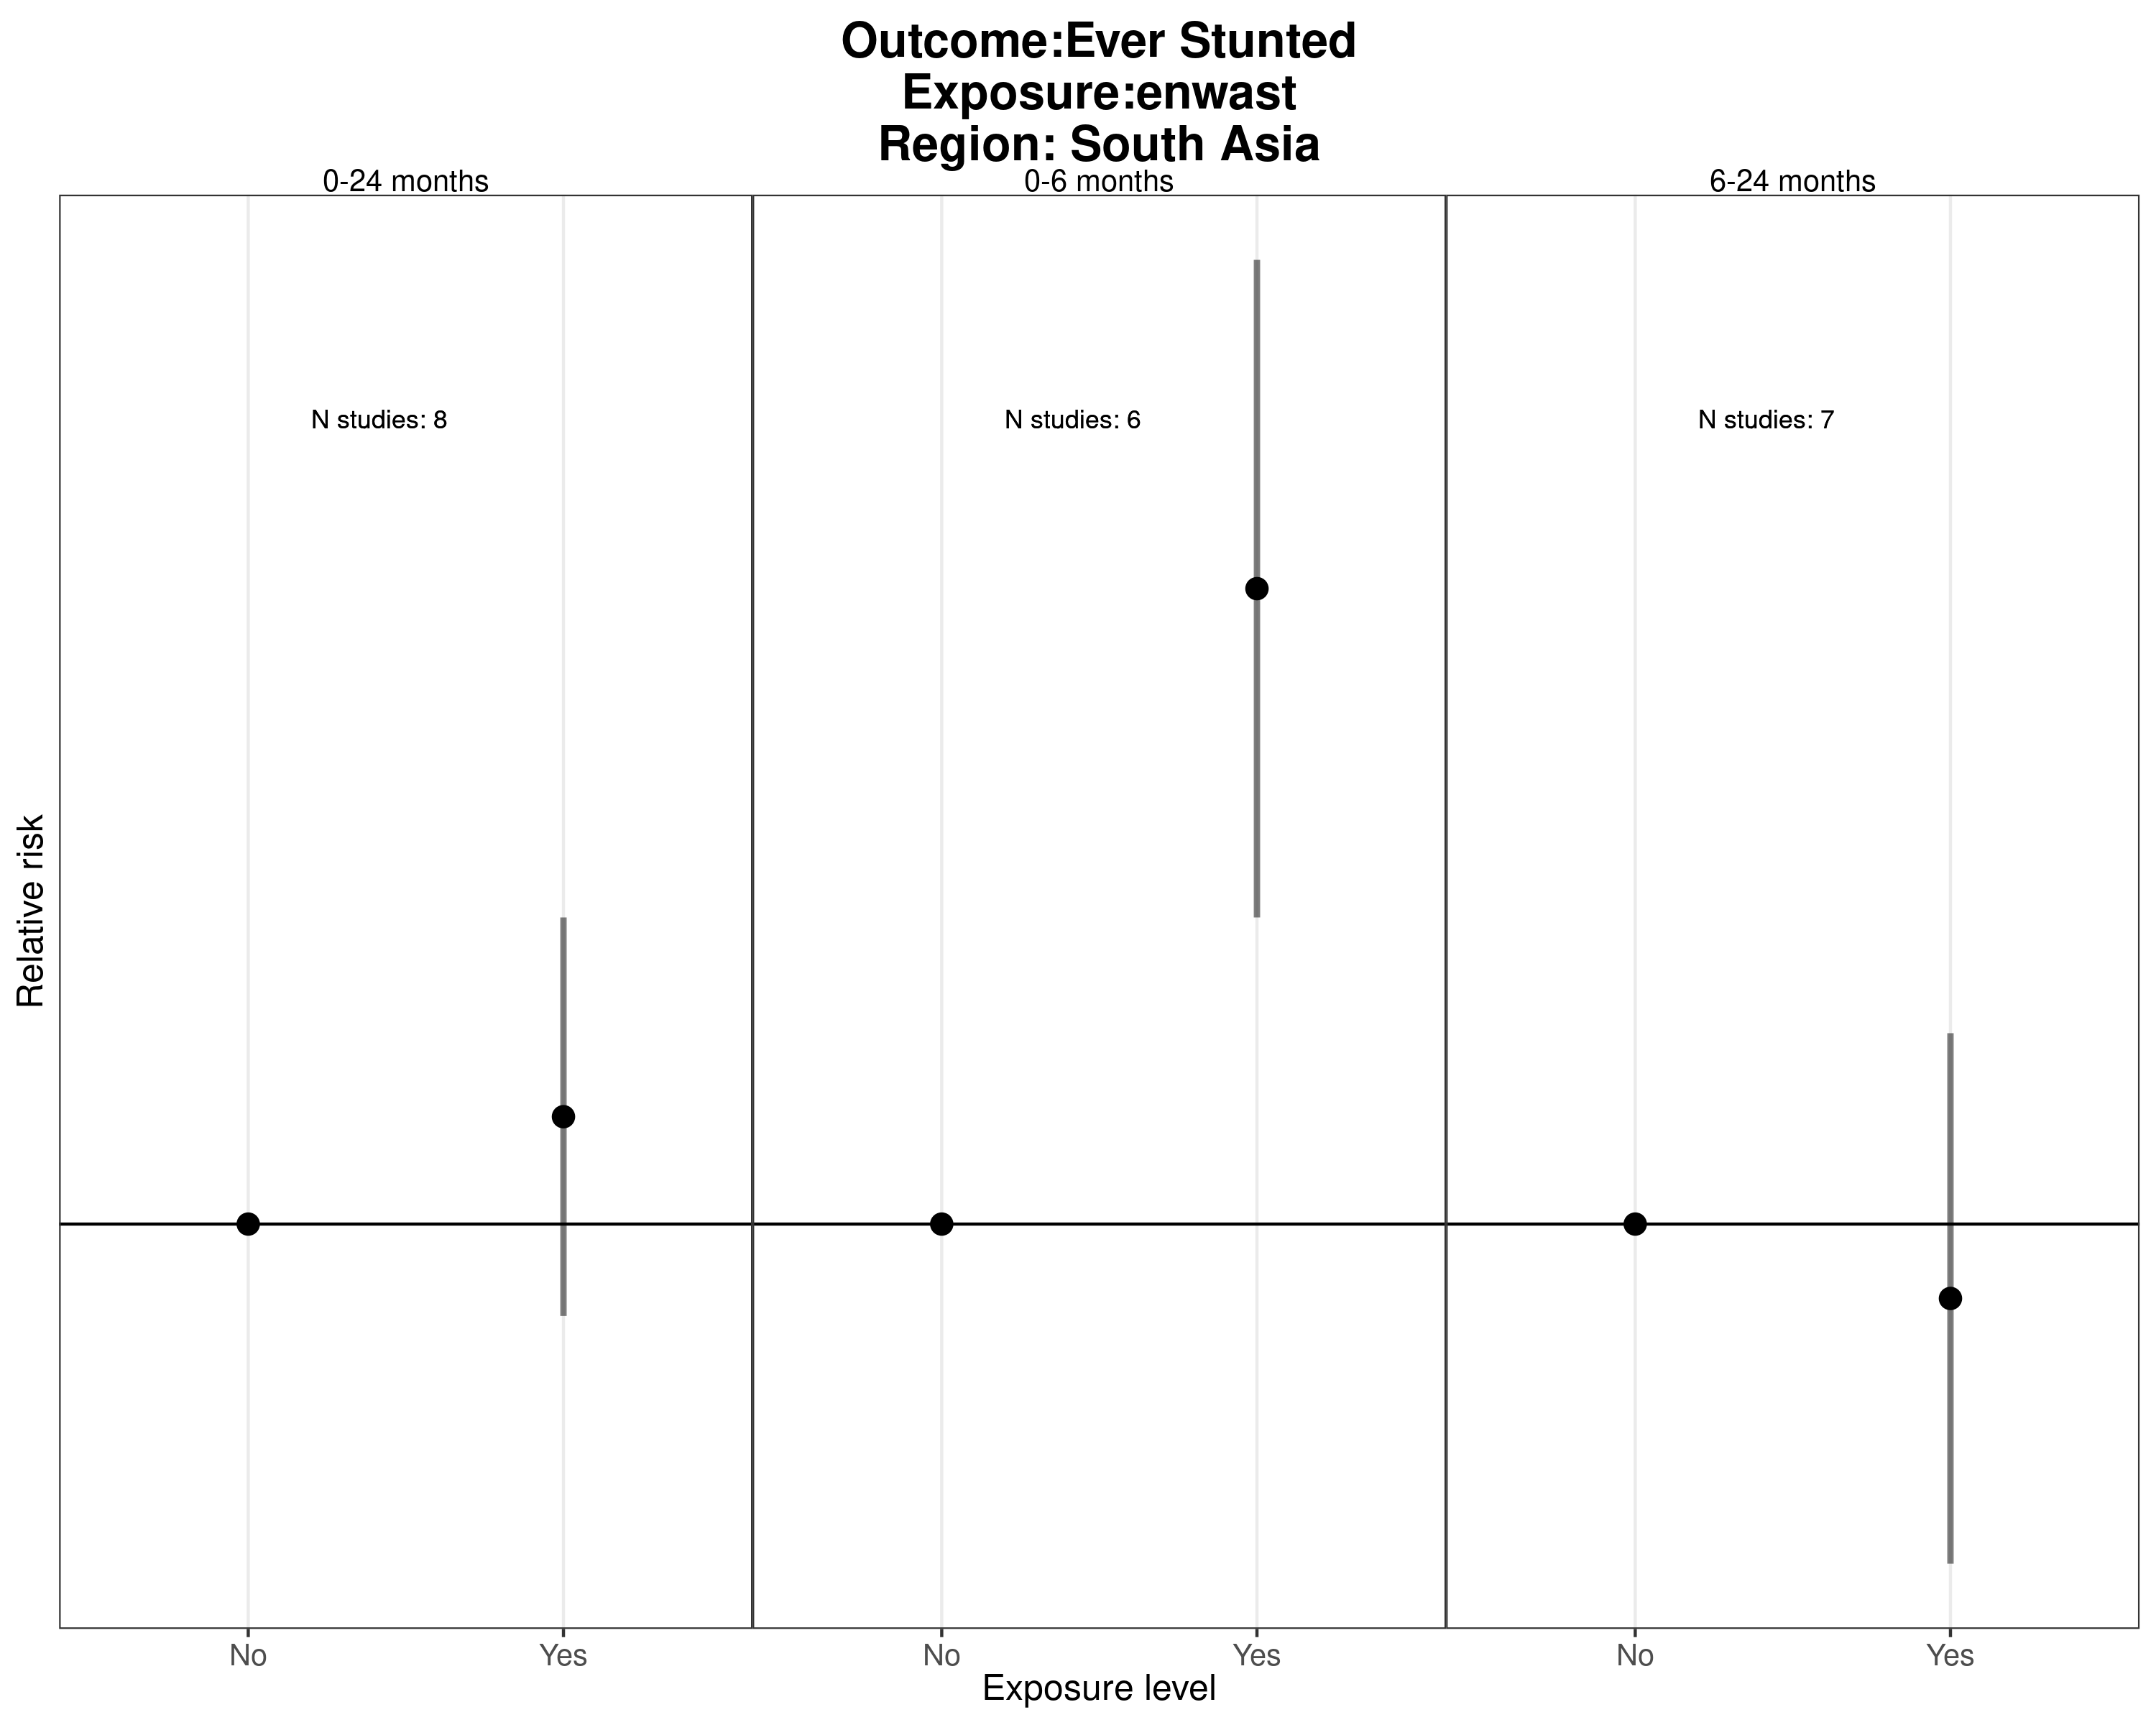 Outcome:Ever Stunted
Exposure:enwast
Region: South Asia
0-24 months
0-6 months
6-24 months
N studies: 8
N studies: 6
N studies: 7
Relative risk
No
Yes
No
Yes
No
Yes
Exposure level